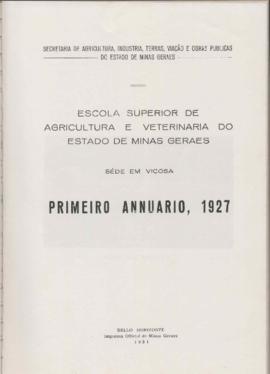 SECRETARIA DE AGRICULTURA, INDUSTRIA, TERRAS, VIAÇÃO E OBRAS PUBLICAS
DO ESTADO DE MINAS GERAES
ESCOLA SUPERIOR DE
AGRICULTURA E VETERINARIA DO
ESTADO DE MINAS GERAES
SÉDE EM VIÇOSA
PRIMEIRO ANNUARIO, 1927
BELLO HORIZONTE
Imprensa Official de Minas Geraes
1931